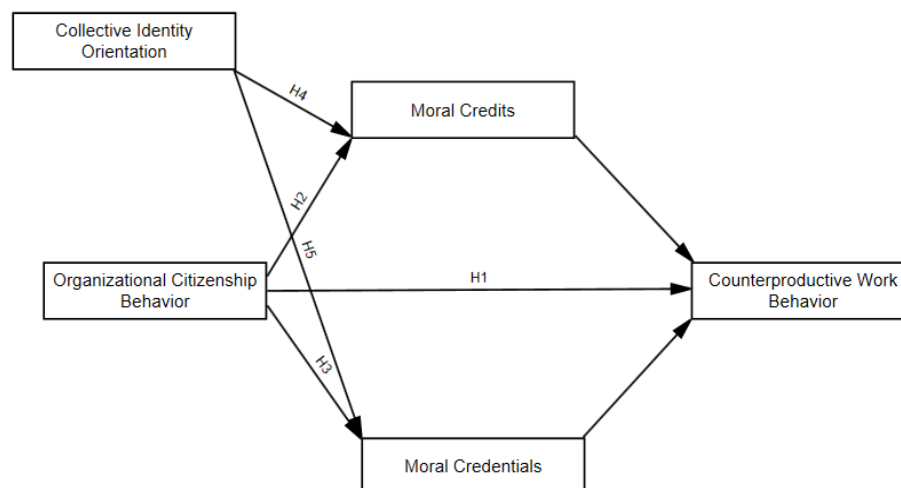 Collective Identity
Orientation
H4
Moral Credits
H2
H5
Organizational Citizenship
Behavior
H1
Counterproductive Work
Behavior
H3
Moral Credentials